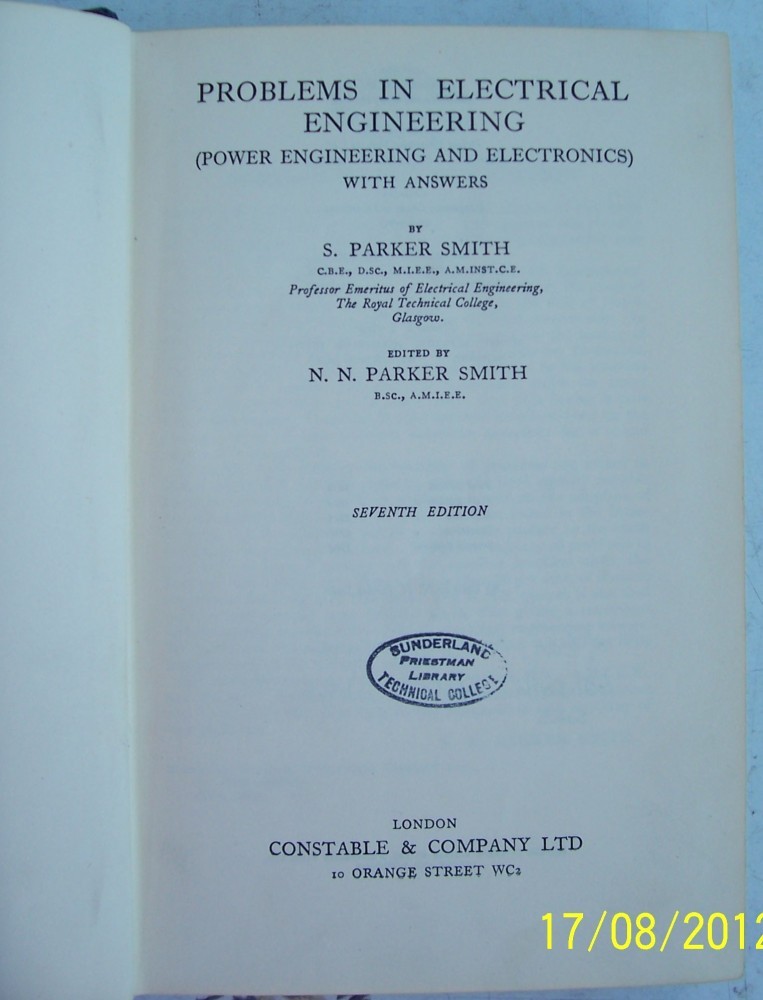 PROBLEMS IN ELECTRICAL
ENGINEERING
(POWER ENGINEERING AND ELECTRONICS)
WITH ANSWERS
BY
S. PARKER SMITH
C.B.E., D.SC., M.I.E.E., A.M.INST.C.E.
Professor Emeritus of Electrical Engineering,
The Royal Technical College,
Glasgow.
EDITED BY
N. N. PARKER SMITH
B.SC., A.M.I.E.E.
SEVENTH EDITION
SUNDERLAND
PRIESTMAN
LIBRARY
TECHNICAL COLLEGE
LONDON
CONSTABLE & COMPANY LTD
10 ORANGE STREET WC2
17/08/2012